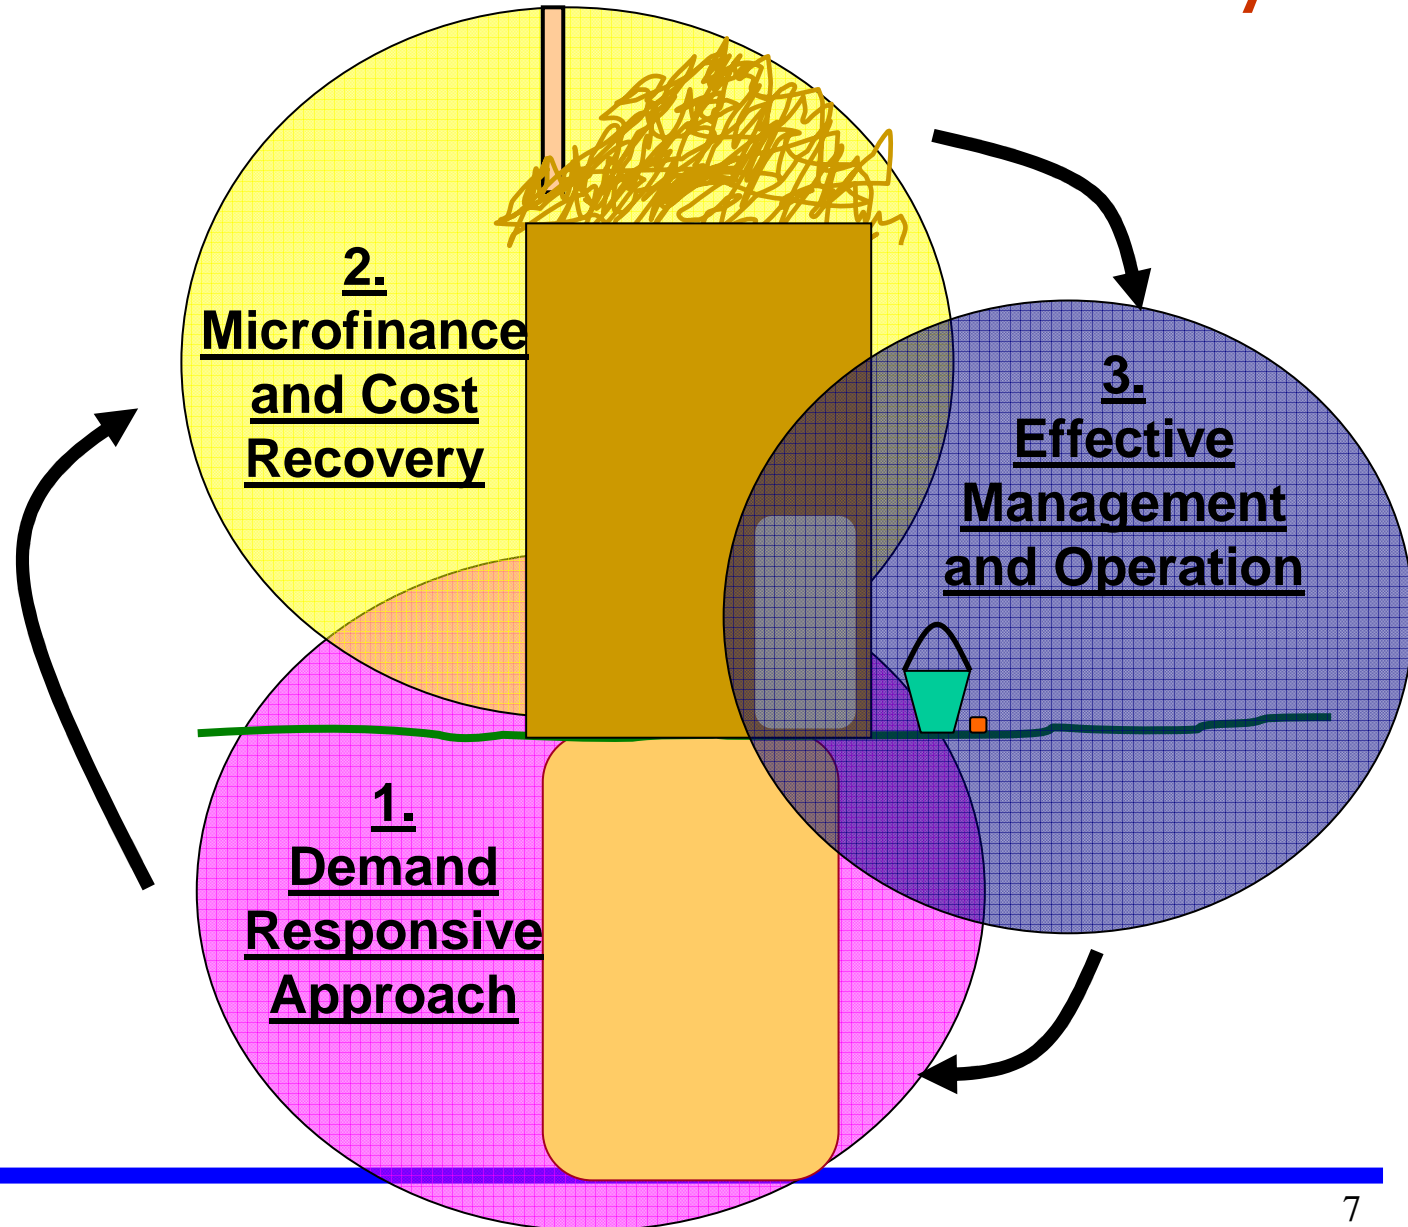 2.
Microfinance
and Cost
Recovery
3.
Effective
Management
and Operation
1.
Demand
Responsive
Approach
7